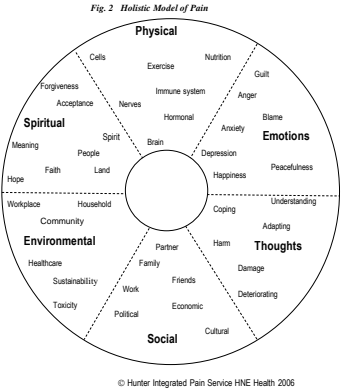 Fig. 2 Holistic Model of Pain
Physical
Cells
Nutrition
Exercise
Immune system
Nerves
Hormonal
Brain
Guilt
Anger
Blame
Anxiety
Emotions
Depression
Peacefulness
Happiness
Understanding
Coping
Adapting
Harm
Thoughts
Damage
Deteriorating
Partner
Family
Friends
Work
Economic
Political
Cultural
Social
Workplace
Household
Community
Environmental
Healthcare
Sustainability
Toxicity
Forgiveness
Acceptance
Spiritual
Spirit
Meaning
People
Faith
Land
Hope
© Hunter Integrated Pain Service HNE Health 2006